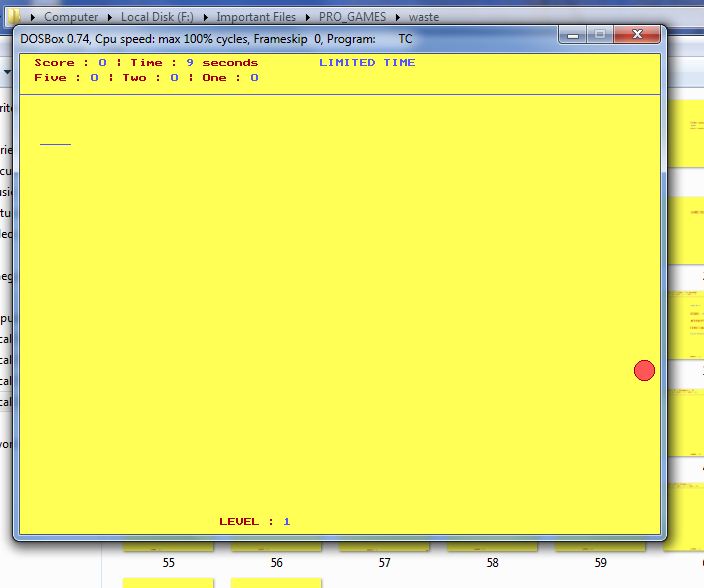 Computer ▸ Local Disk (F:) ▸ Important Files ▸ PRO_GAMES ▸ waste
DOSBox 0.74, Cpu speed: max 100% cycles, Frameskip 0, Program: TC
Score : 0 | Time : 9 seconds LIMITED TIME
Five : 0 | Two : 0 | One : 0
LEVEL : 1
55 56 57 58 59